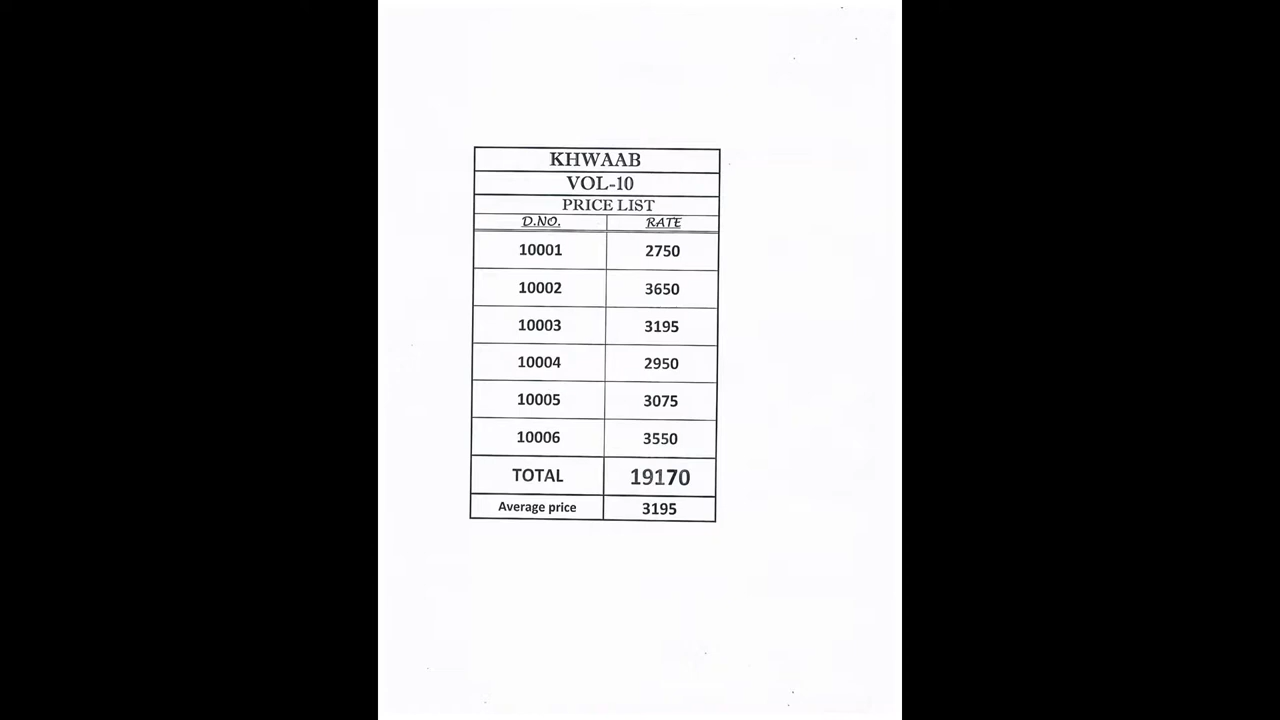 KHWAAB
VOL-10
PRICE LIST
D.NO. RATE
10001 2750
10002 3650
10003 3195
10004 2950
10005 3075
10006 3550
TOTAL 19170
Average price 3195